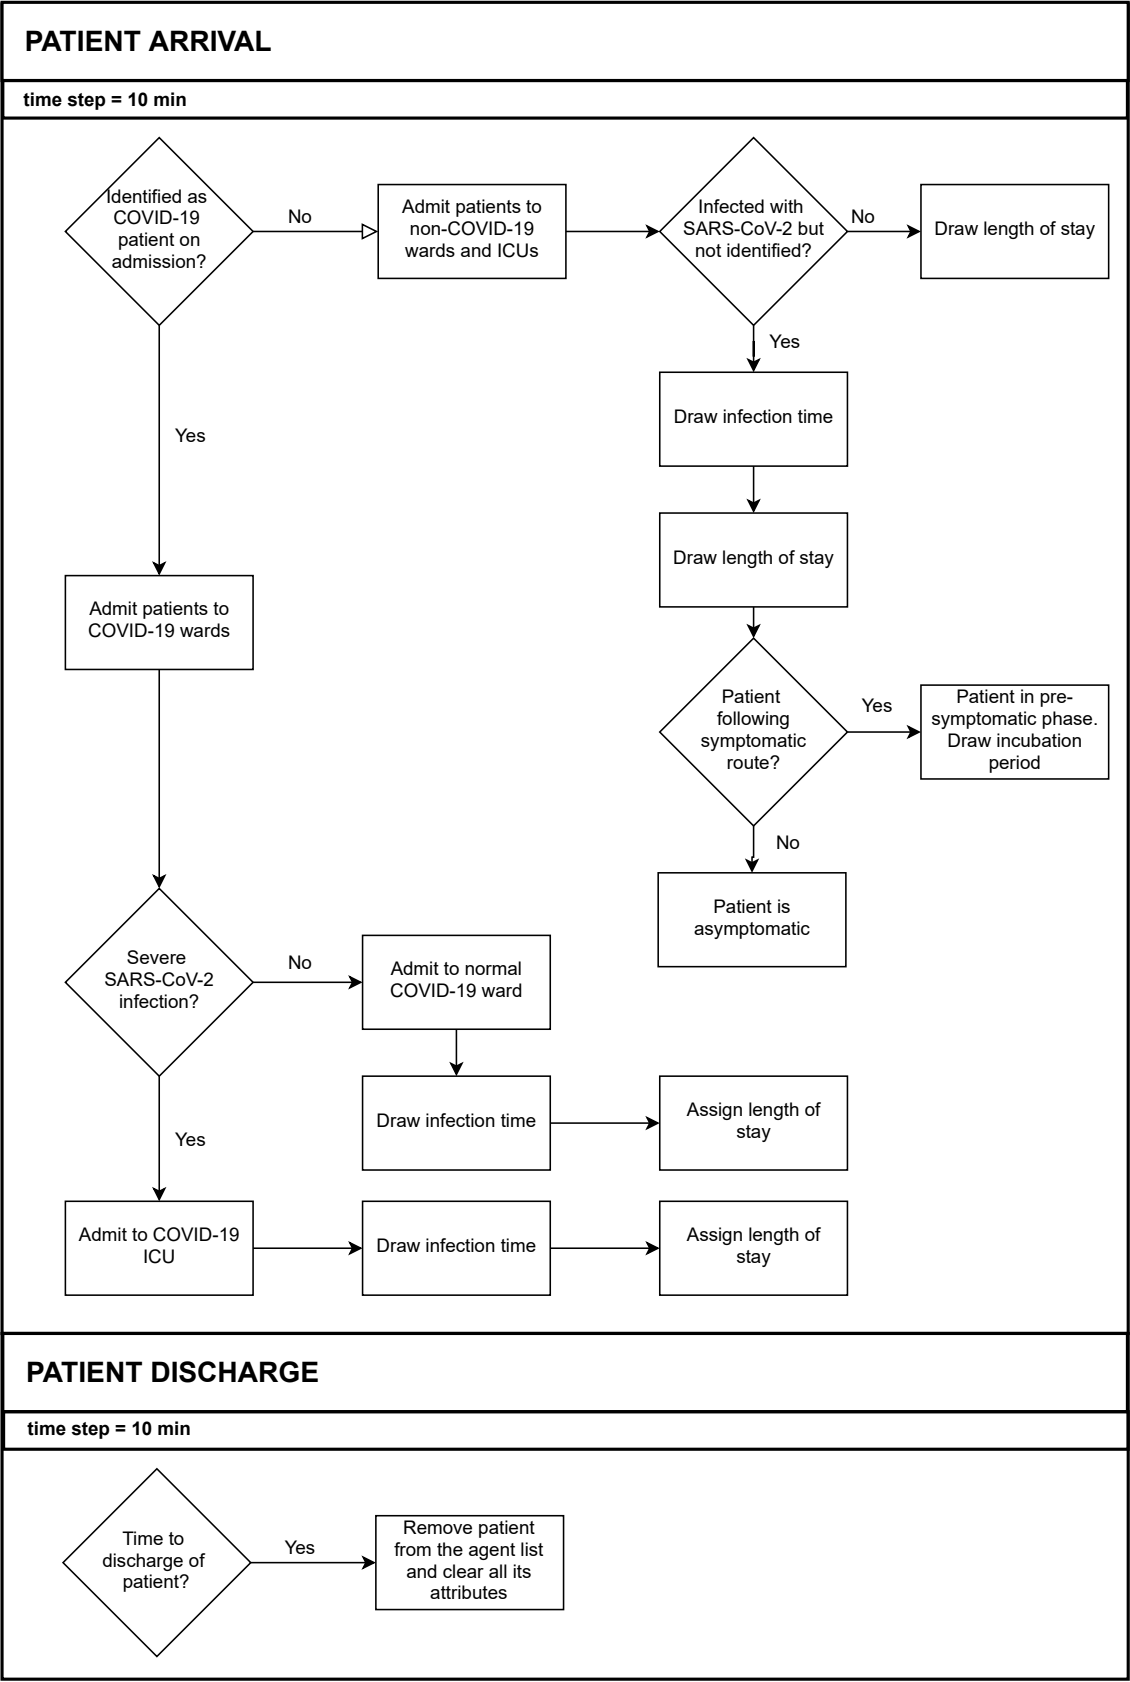 PATIENT ARRIVAL
time step = 10 min
Identified as
COVID-19
patient on
admission?
No
Admit patients to
non-COVID-19
wards and ICUs
Infected with
SARS-CoV-2 but
not identified?
No
Draw length of stay
Yes
Draw infection time
Yes
Draw length of stay
Admit patients to
COVID-19 wards
Patient
following
symptomatic
route?
Yes
Patient in pre-
symptomatic phase.
Draw incubation
period
No
Patient is
asymptomatic
Severe
SARS-CoV-2
infection?
No
Admit to normal
COVID-19 ward
Draw infection time
Assign length of
stay
Yes
Admit to COVID-19
ICU
Draw infection time
Assign length of
stay
PATIENT DISCHARGE
time step = 10 min
Time to
discharge of
patient?
Yes
Remove patient
from the agent list
and clear all its
attributes